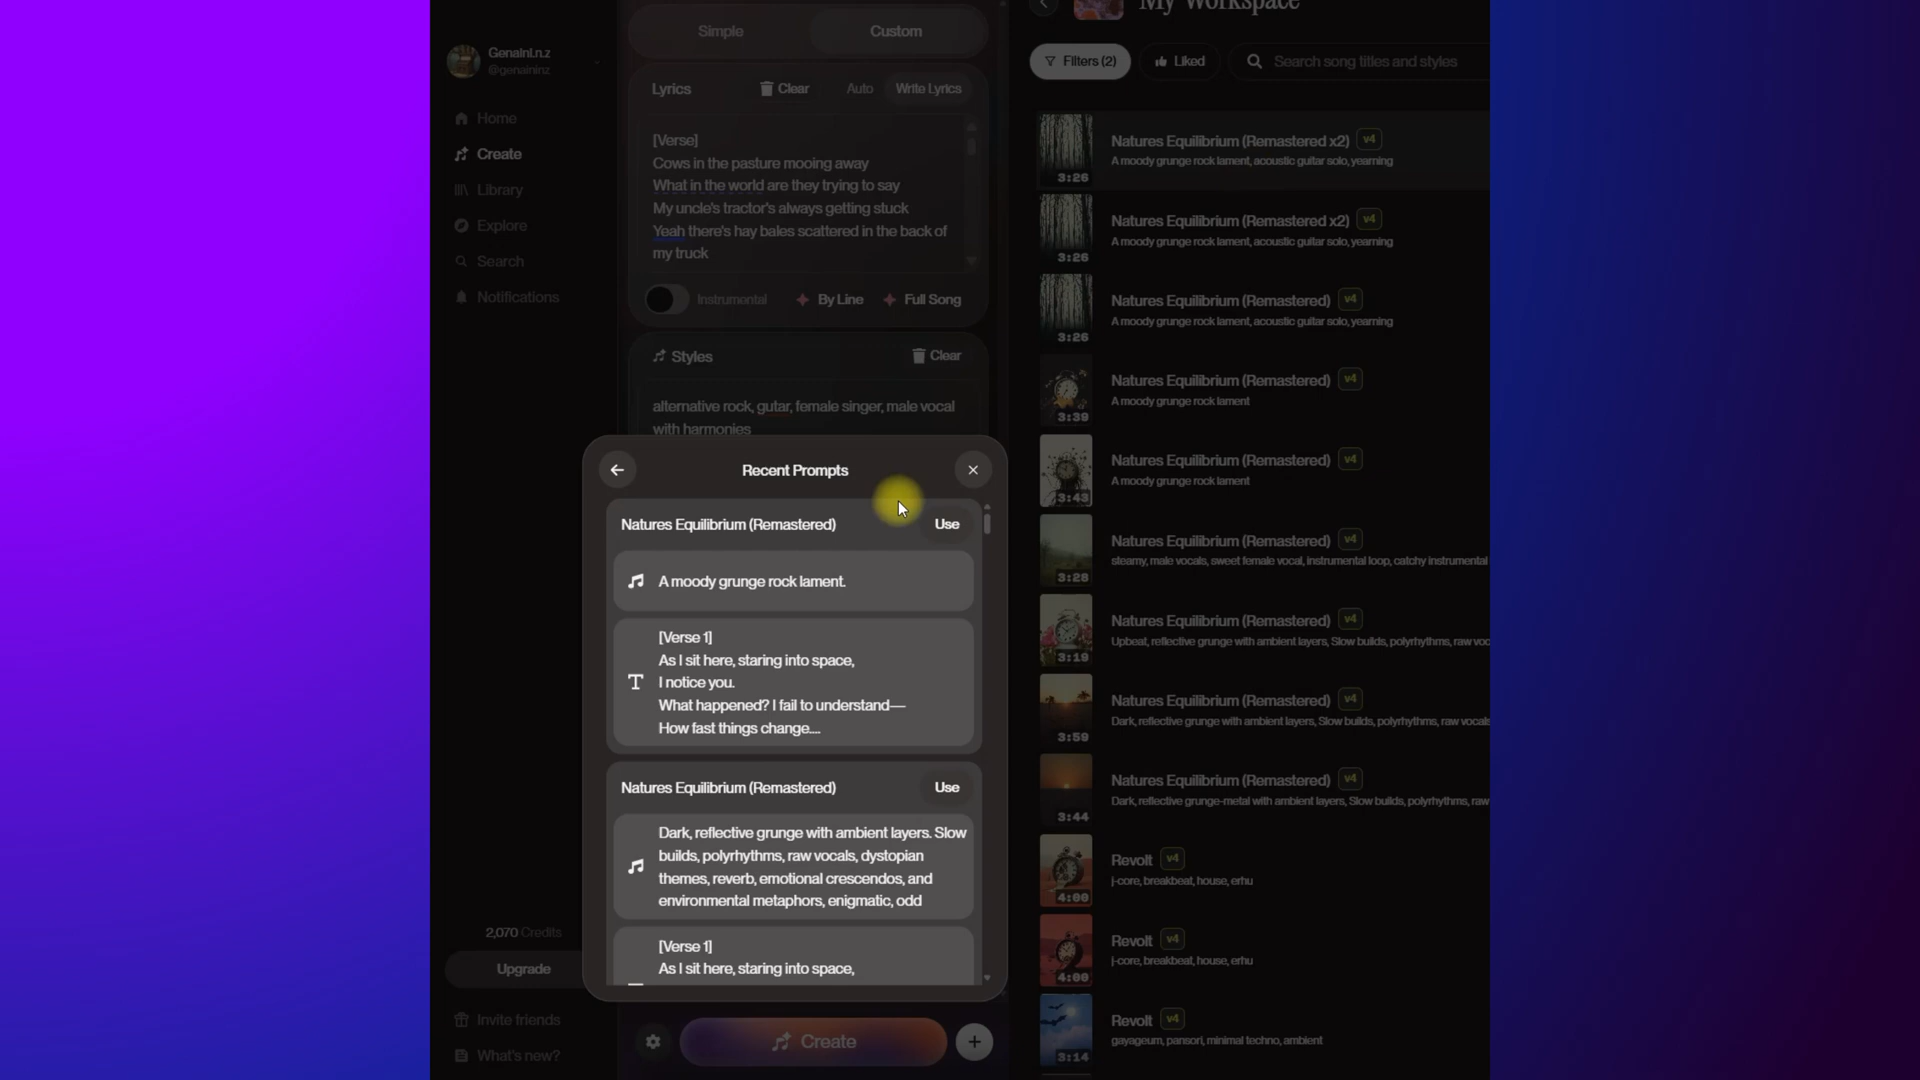 Genaini.n.z
@genaininz
Home
Create
Library
Explore
Search
Notifications
2,070 Credits
Upgrade
Invite friends
What's new?
Simple
Custom
Lyrics
Clear
Auto
Write Lyrics
[Verse]
Cows in the pasture mooing away
What in the world are they trying to say
My uncle's tractor's always getting stuck
Yeah there's hay bales scattered in the back of
my truck
Instrumental
By Line
Full Song
Styles
Clear
alternative rock, gutar, female singer, male vocal
with harmonies
Recent Prompts
Natures Equilibrium (Remastered)
Use
A moody grunge rock lament.
[Verse 1]
As I sit here, staring into space,
I notice you.
What happened? I fail to understand—
How fast things change....
Natures Equilibrium (Remastered)
Use
Dark, reflective grunge with ambient layers. Slow
builds, polyrhythms, raw vocals, dystopian
themes, reverb, emotional crescendos, and
environmental metaphors, enigmatic, odd
[Verse 1]
As I sit here, staring into space,
Create
My Workspace
Filters (2)
Liked
Search song titles and styles
Natures Equilibrium (Remastered x2) v4
A moody grunge rock lament, acoustic guitar solo, yearning
3:26
Natures Equilibrium (Remastered x2) v4
A moody grunge rock lament, acoustic guitar solo, yearning
3:26
Natures Equilibrium (Remastered) v4
A moody grunge rock lament, acoustic guitar solo, yearning
3:26
Natures Equilibrium (Remastered) v4
A moody grunge rock lament
3:39
Natures Equilibrium (Remastered) v4
A moody grunge rock lament
3:43
Natures Equilibrium (Remastered) v4
steamy, male vocals, sweet female vocal, instrumental loop, catchy instrumental
3:28
Natures Equilibrium (Remastered) v4
Upbeat, reflective grunge with ambient layers, Slow builds, polyrhythms, raw voc
3:19
Natures Equilibrium (Remastered) v4
Dark, reflective grunge with ambient layers, Slow builds, polyrhythms, raw vocals
3:59
Natures Equilibrium (Remastered) v4
Dark, reflective grunge-metal with ambient layers, Slow builds, polyrhythms, raw
3:44
Revolt v4
j-core, breakbeat, house, erhu
4:00
Revolt v4
j-core, breakbeat, house, erhu
4:00
Revolt v4
gayageum, pansori, minimal techno, ambient
3:14